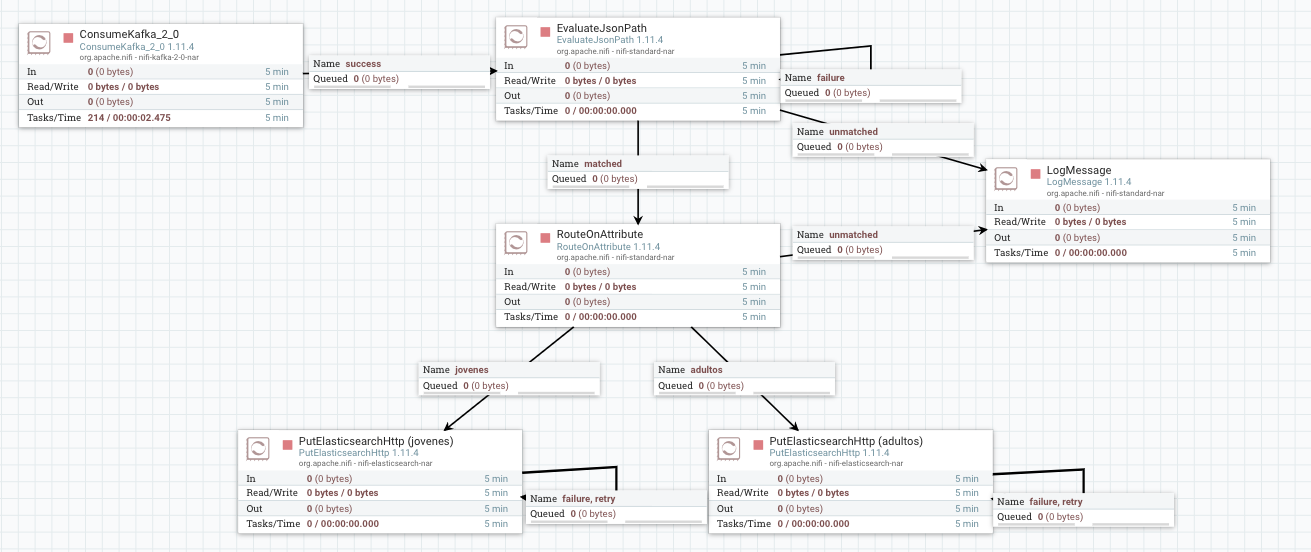 ConsumeKafka_2_0
ConsumeKafka_2_0 1.11.4
org.apache.nifi - nifi-kafka-2-0-nar
In 0 (0 bytes) 5 min
Read/Write 0 bytes / 0 bytes 5 min
Out 0 (0 bytes) 5 min
Tasks/Time 214 / 00:00:02.475 5 min
Name success
Queued 0 (0 bytes)
EvaluateJsonPath
EvaluateJsonPath 1.11.4
org.apache.nifi - nifi-standard-nar
In 0 (0 bytes) 5 min
Read/Write 0 bytes / 0 bytes 5 min
Out 0 (0 bytes) 5 min
Tasks/Time 0 / 00:00:00.000 5 min
Name failure
Queued 0 (0 bytes)
Name unmatched
Queued 0 (0 bytes)
Name matched
Queued 0 (0 bytes)
LogMessage
LogMessage 1.11.4
org.apache.nifi - nifi-standard-nar
In 0 (0 bytes) 5 min
Read/Write 0 bytes / 0 bytes 5 min
Out 0 (0 bytes) 5 min
Tasks/Time 0 / 00:00:00.000 5 min
RouteOnAttribute
RouteOnAttribute 1.11.4
org.apache.nifi - nifi-standard-nar
In 0 (0 bytes) 5 min
Read/Write 0 bytes / 0 bytes 5 min
Out 0 (0 bytes) 5 min
Tasks/Time 0 / 00:00:00.000 5 min
Name unmatched
Queued 0 (0 bytes)
Name jovenes
Queued 0 (0 bytes)
Name adultos
Queued 0 (0 bytes)
PutElasticsearchHttp (jovenes)
PutElasticsearchHttp 1.11.4
org.apache.nifi - nifi-elasticsearch-nar
In 0 (0 bytes) 5 min
Read/Write 0 bytes / 0 bytes 5 min
Out 0 (0 bytes) 5 min
Tasks/Time 0 / 00:00:00.000 5 min
Name failure, retry
Queued 0 (0 bytes)
PutElasticsearchHttp (adultos)
PutElasticsearchHttp 1.11.4
org.apache.nifi - nifi-elasticsearch-nar
In 0 (0 bytes) 5 min
Read/Write 0 bytes / 0 bytes 5 min
Out 0 (0 bytes) 5 min
Tasks/Time 0 / 00:00:00.000 5 min
Name failure, retry
Queued 0 (0 bytes)